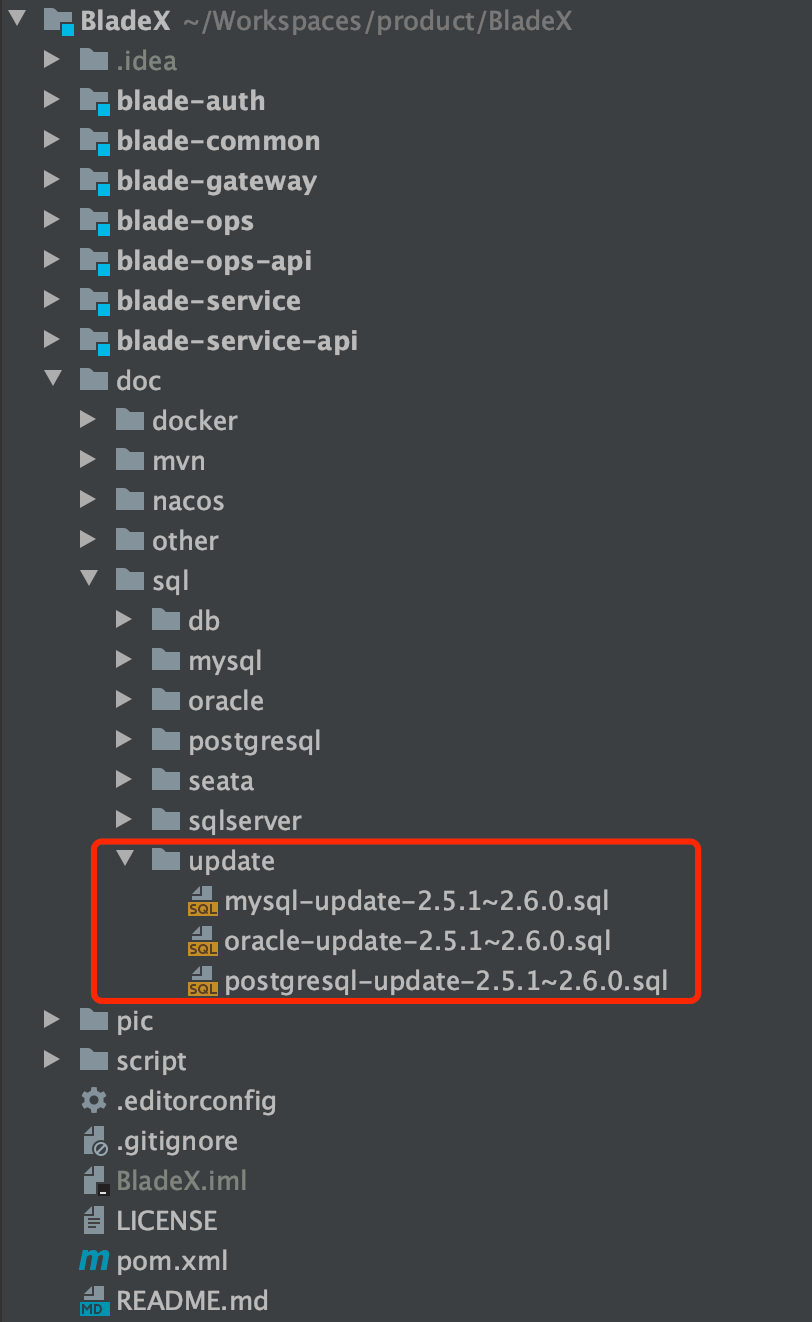 BladeX ~/Workspaces/product/BladeX
.idea
blade-auth
blade-common
blade-gateway
blade-ops
blade-ops-api
blade-service
blade-service-api
doc
docker
mvn
nacos
other
sql
db
mysql
oracle
postgresql
seata
sqlserver
update
SQL mysql-update-2.5.1~2.6.0.sql
SQL oracle-update-2.5.1~2.6.0.sql
SQL postgresql-update-2.5.1~2.6.0.sql
pic
script
.editorconfig
.gitignore
BladeX.iml
LICENSE
m pom.xml
MD README.md